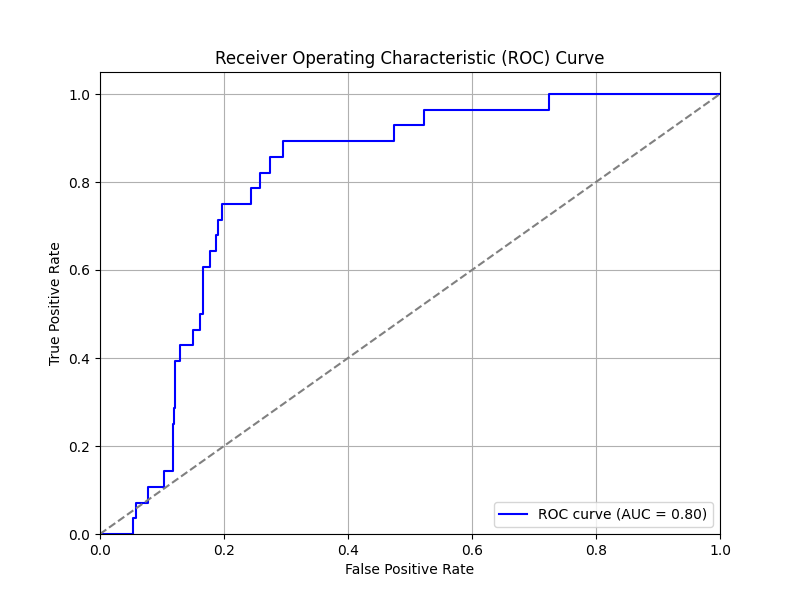 Receiver Operating Characteristic (ROC) Curve
True Positive Rate
1.0
0.8
0.6
0.4
0.2
0.0
ROC curve (AUC = 0.80)
0.0 0.2 0.4 0.6 0.8 1.0
False Positive Rate